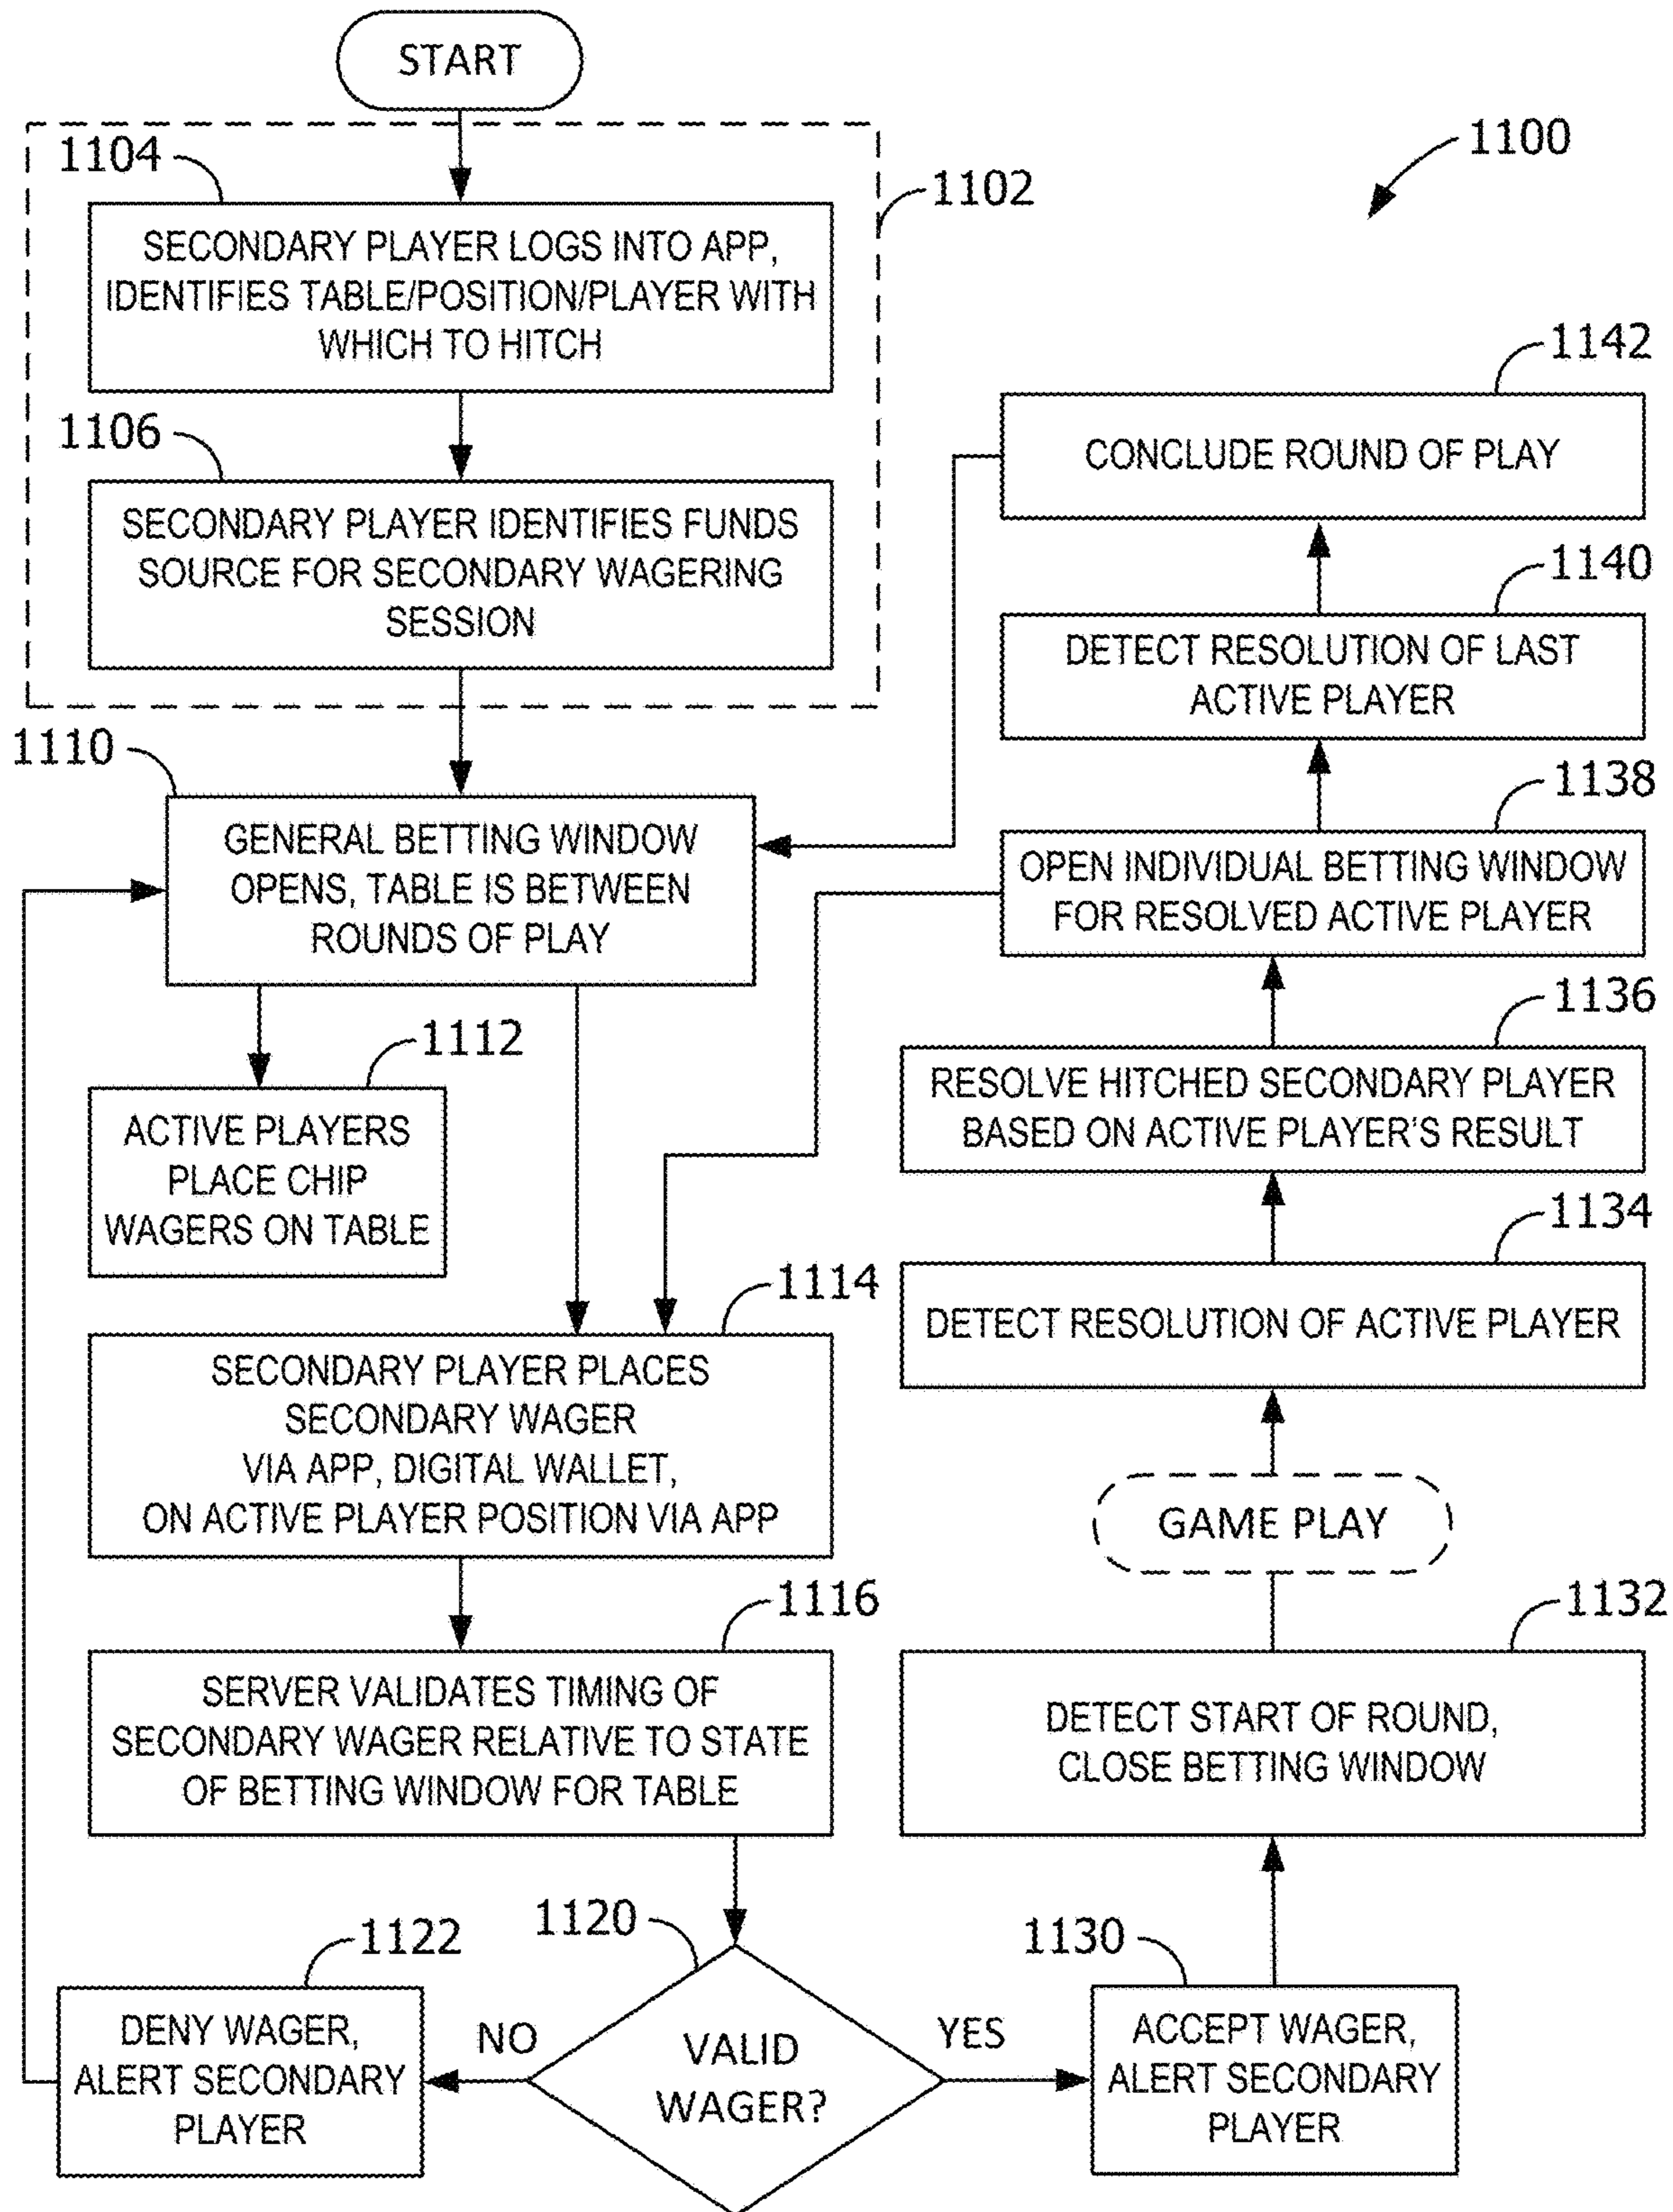 START
1100
1102
1104
SECONDARY PLAYER LOGS INTO APP,
IDENTIFIES TABLE/POSITION/PLAYER WITH
WHICH TO HITCH
1106
SECONDARY PLAYER IDENTIFIES FUNDS
SOURCE FOR SECONDARY WAGERING
SESSION
1110
GENERAL BETTING WINDOW
OPENS, TABLE IS BETWEEN
ROUNDS OF PLAY
1112
ACTIVE PLAYERS
PLACE CHIP
WAGERS ON TABLE
1114
SECONDARY PLAYER PLACES
SECONDARY WAGER
VIA APP, DIGITAL WALLET,
ON ACTIVE PLAYER POSITION VIA APP
1116
SERVER VALIDATES TIMING OF
SECONDARY WAGER RELATIVE TO STATE
OF BETTING WINDOW FOR TABLE
1120
VALID
WAGER?
NO
1122
DENY WAGER,
ALERT SECONDARY
PLAYER
YES
1130
ACCEPT WAGER,
ALERT SECONDARY
PLAYER
1132
DETECT START OF ROUND,
CLOSE BETTING WINDOW
GAME PLAY
1134
DETECT RESOLUTION OF ACTIVE PLAYER
1136
RESOLVE HITCHED SECONDARY PLAYER
BASED ON ACTIVE PLAYER'S RESULT
1138
OPEN INDIVIDUAL BETTING WINDOW
FOR RESOLVED ACTIVE PLAYER
1140
DETECT RESOLUTION OF LAST
ACTIVE PLAYER
1142
CONCLUDE ROUND OF PLAY